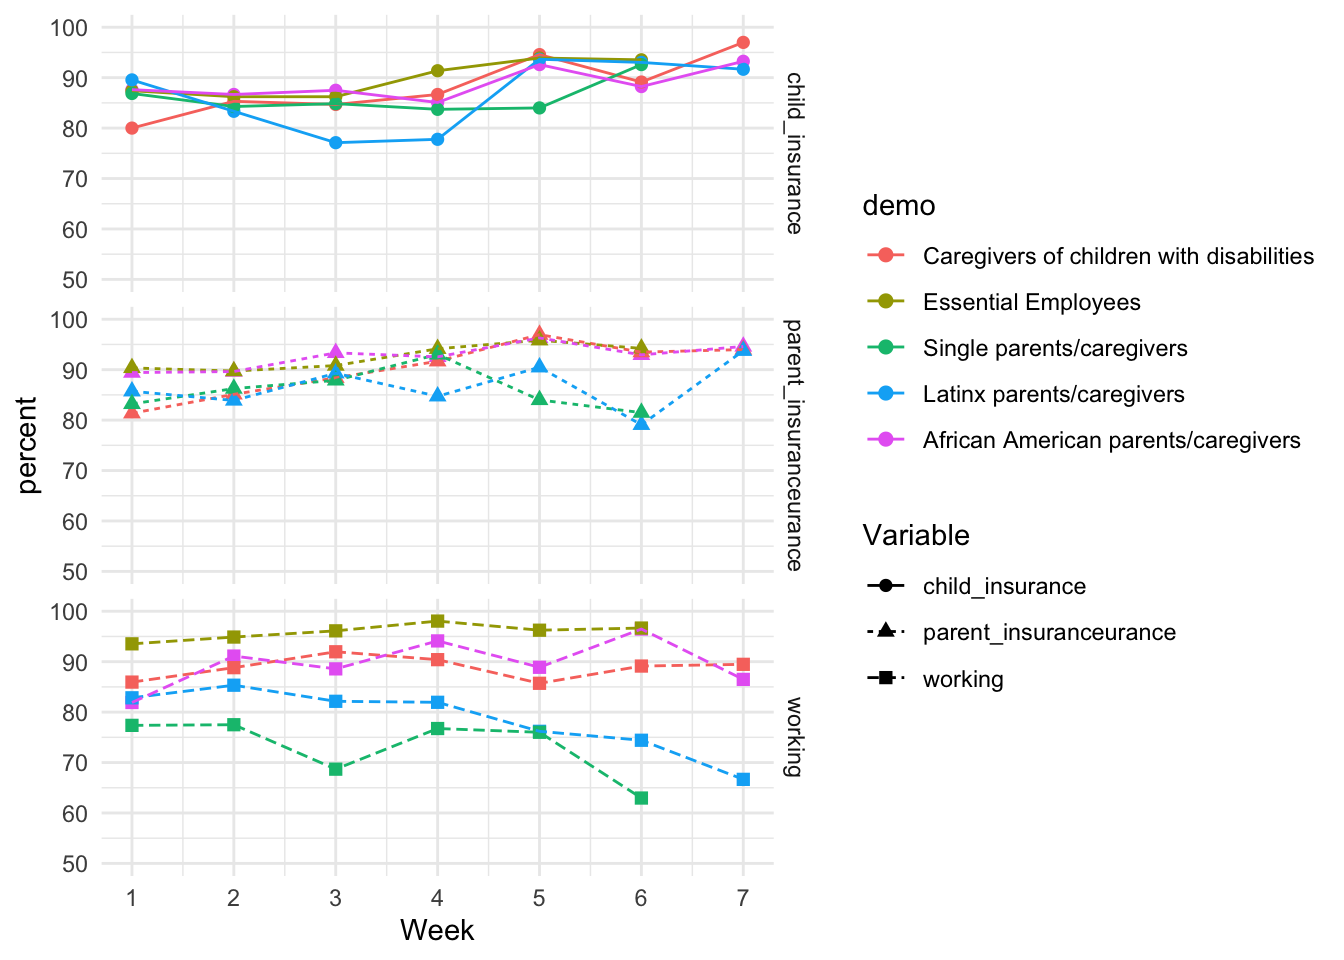 100
90
80
70
60
50
child_insurance
100
90
80
70
60
50
parent_insuranceurance
100
90
80
70
60
50
working
percent
1 2 3 4 5 6 7
Week
demo
Caregivers of children with disabilities
Essential Employees
Single parents/caregivers
Latinx parents/caregivers
African American parents/caregivers
Variable
child_insurance
parent_insuranceurance
working